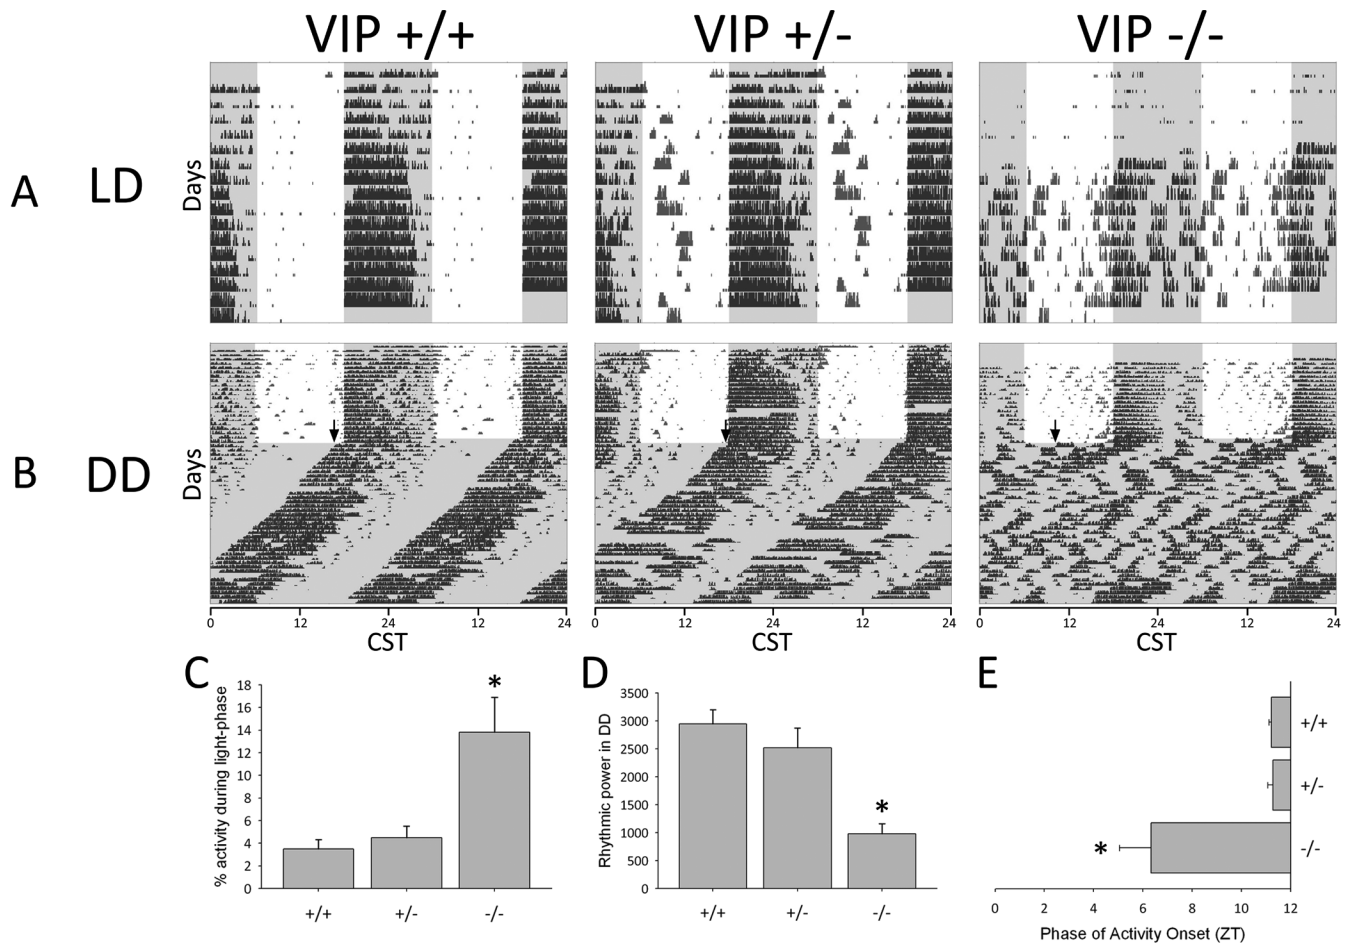 VIP +/+ VIP +/- VIP -/-
A LD Days
B DD Days
0 12 24 12 24 0 12 24 12 24 0 12 24 12 24
CST CST CST
C
% activity during light-phase
18
16
14
12
10
8
6
4
2
0
*
+/+ +/- -/-
D
Rhythmic power in DD
3500
3000
2500
2000
1500
1000
500
0
*
+/+ +/- -/-
E
+/+
+/-
* -/-
0 2 4 6 8 10 12
Phase of Activity Onset (ZT)